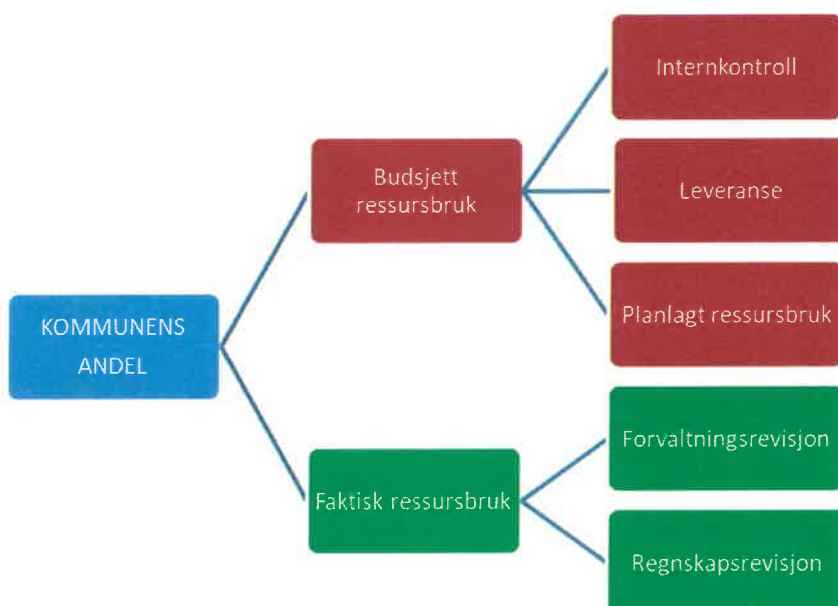 Internkontroll
Budsjett
ressursbruk
Leveranse
Planlagt ressursbruk
KOMMUNENS
ANDEL
Forvaltningsrevisjon
Faktisk ressursbruk
Regnskapsrevisjon